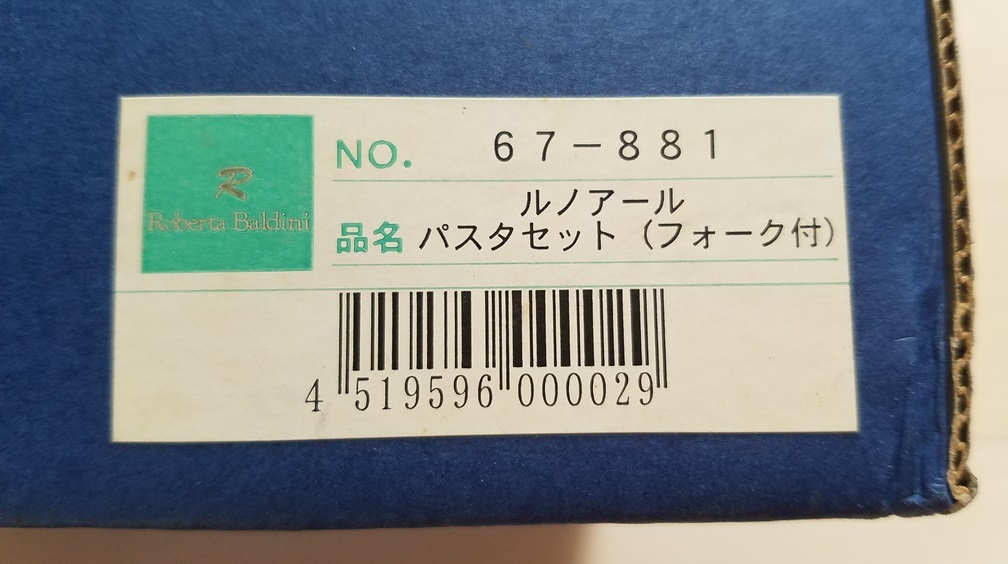 R
Roberta Baldini
NO. 67-881
ルノアール
品名 パスタセット (フォーク付)
4 519596 000029